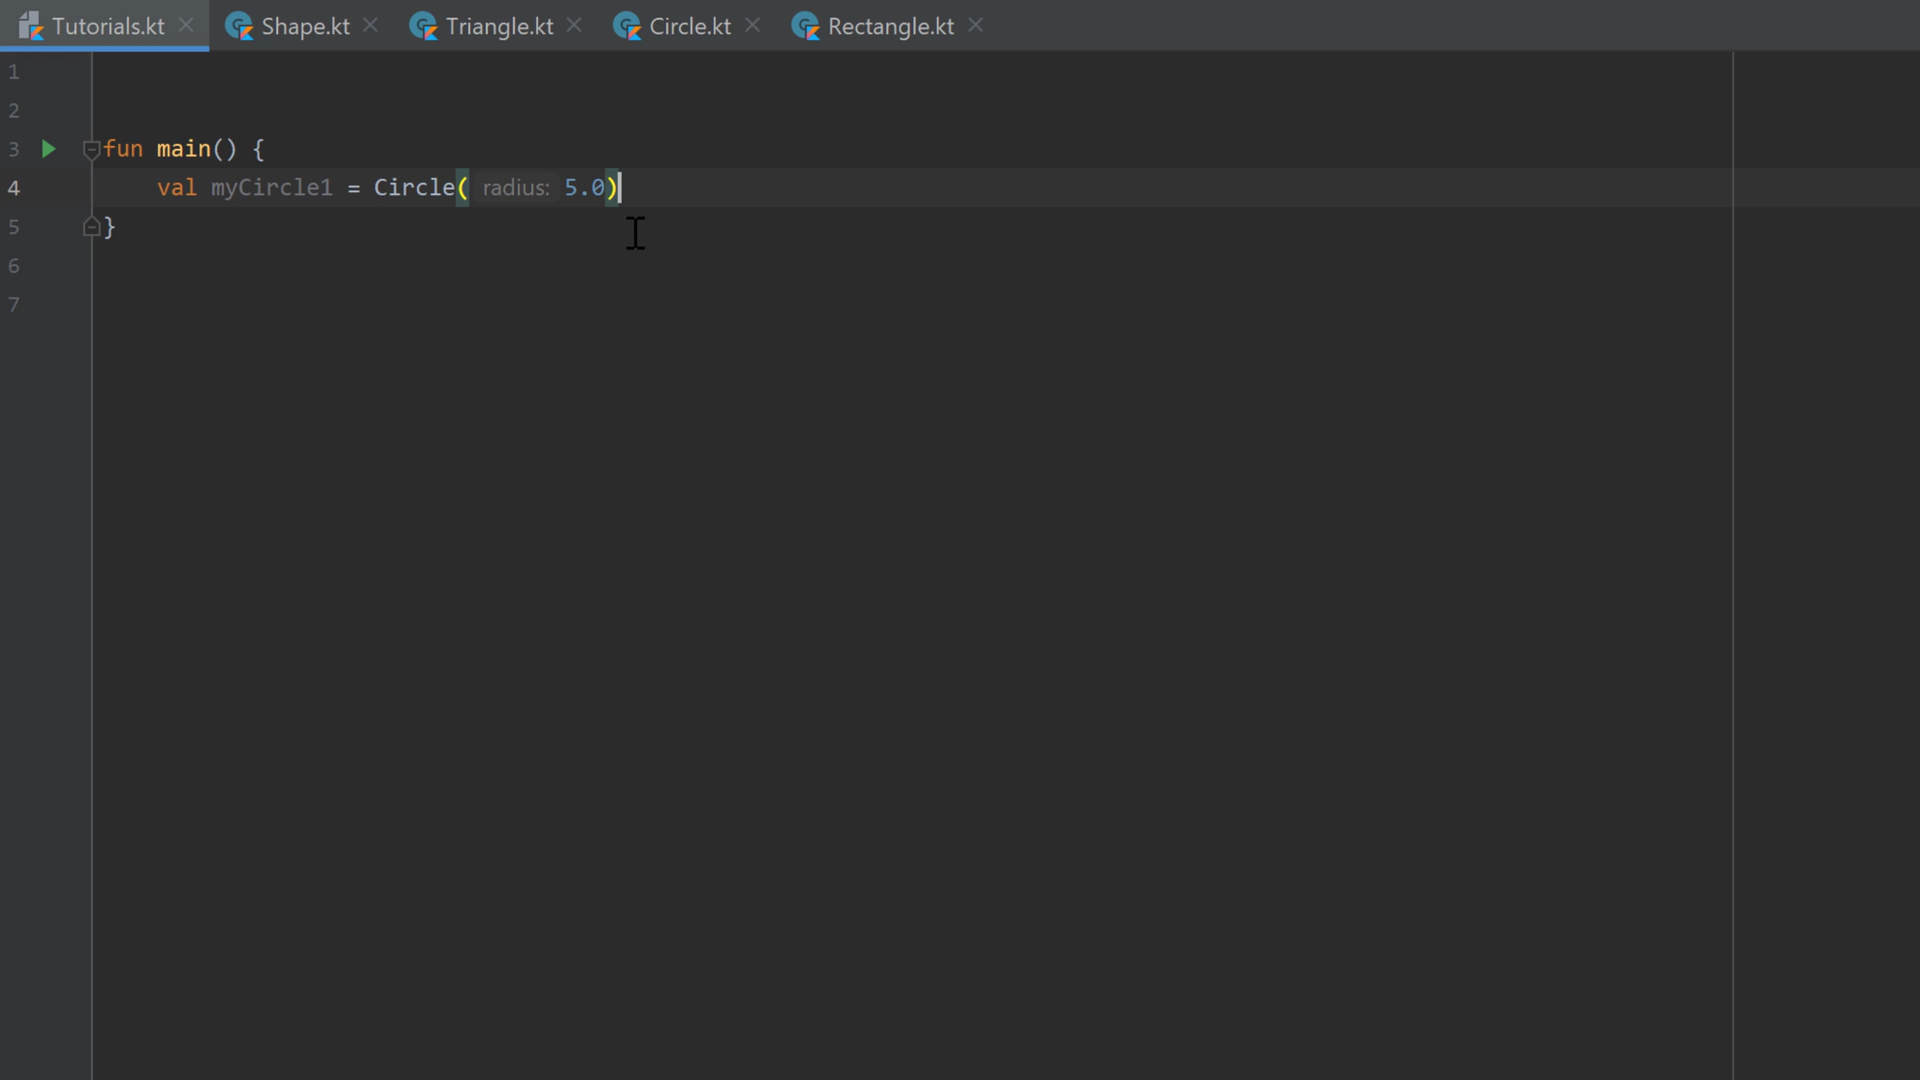 Tutorials.kt Shape.kt Triangle.kt Circle.kt Rectangle.kt
1
2
3 fun main() {
4 val myCircle1 = Circle( radius: 5.0)
5 }
6
7